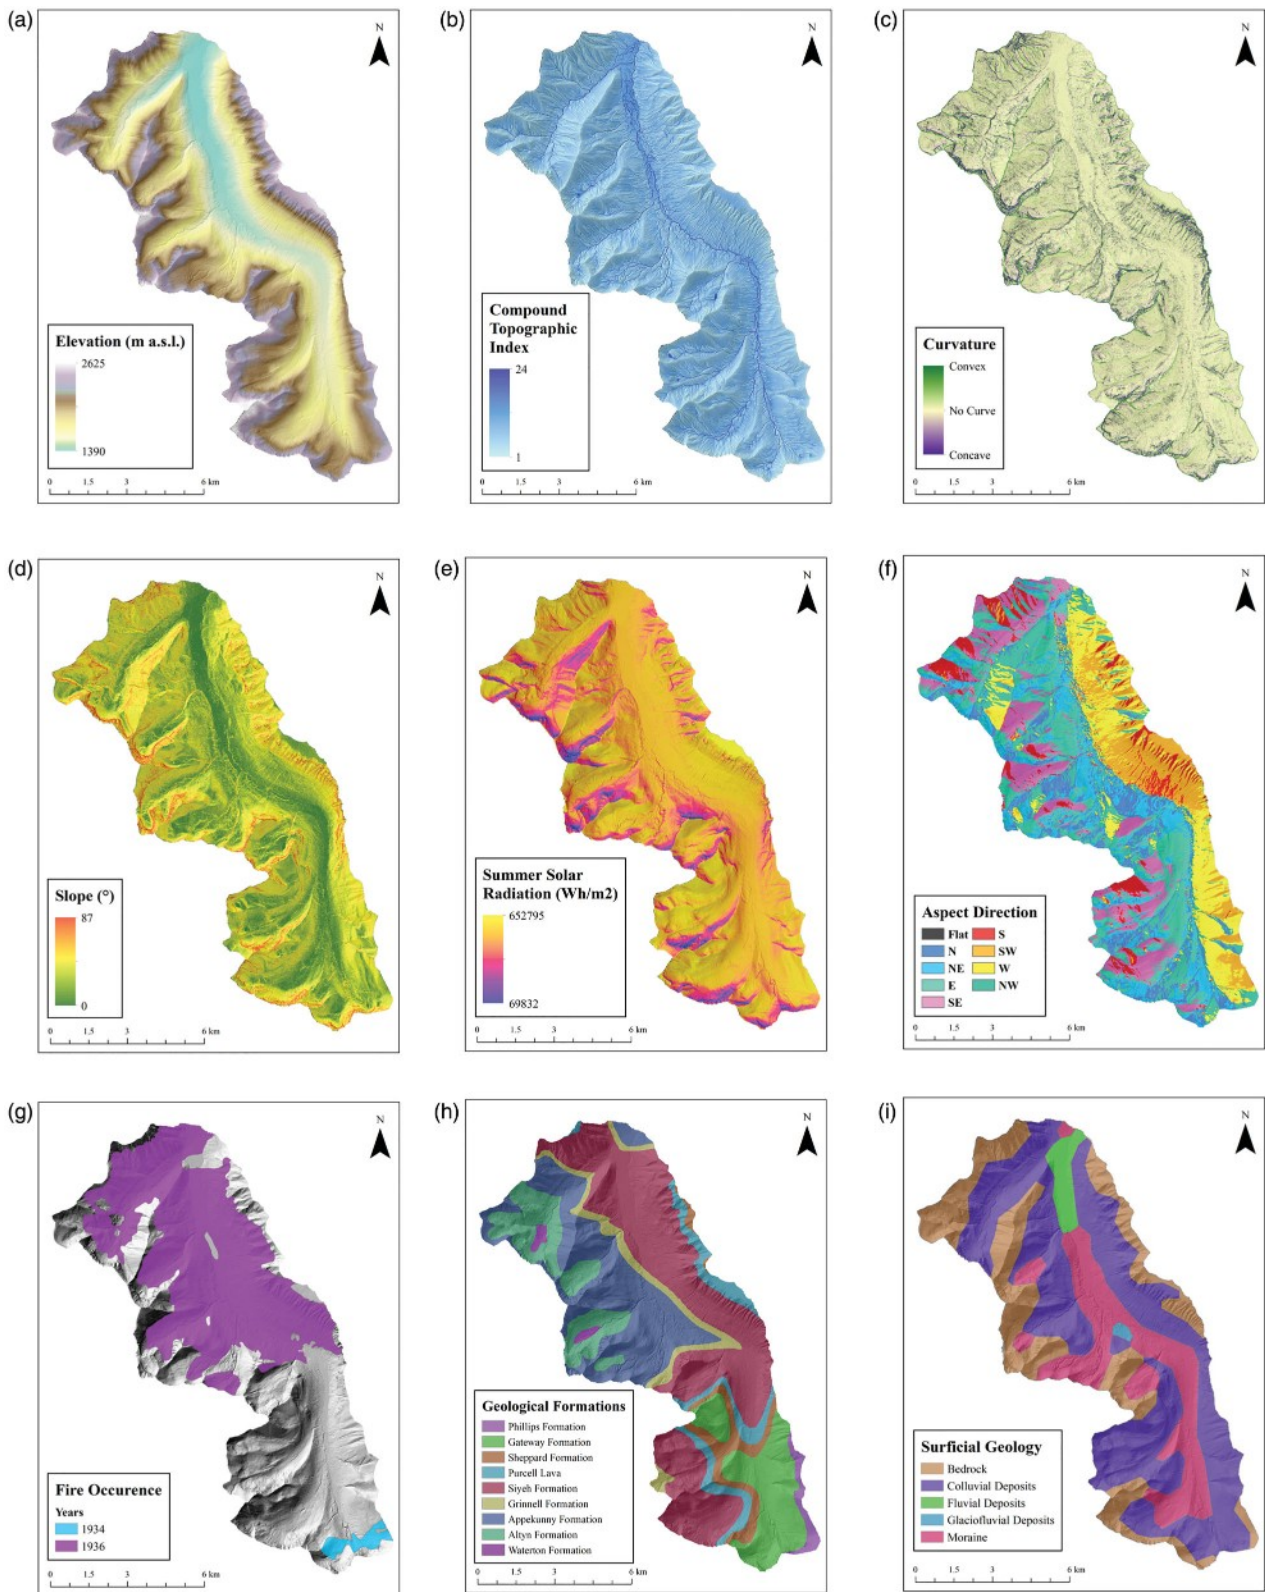 (a)
N
Elevation (m a.s.l.)
2625
1390
0 1.5 3 6 km
(b)
N
Compound
Topographic
Index
24
1
0 1.5 3 6 km
(c)
N
Curvature
Convex
No Curve
Concave
0 1.5 3 6 km
(d)
N
Slope (°)
87
0
0 1.5 3 6 km
(e)
N
Summer Solar
Radiation (Wh/m2)
652795
69832
0 1.5 3 6 km
(f)
N
Aspect Direction
Flat S
N SW
NE W
E NW
SE
0 1.5 3 6 km
(g)
N
Fire Occurence
Years
1934
1936
0 1.5 3 6 km
(h)
N
Geological Formations
Phillips Formation
Gateway Formation
Sheppard Formation
Purcell Lava
Siyeh Formation
Grinnell Formation
Appekunny Formation
Altyn Formation
Waterton Formation
0 1.5 3 6 km
(i)
N
Surficial Geology
Bedrock
Colluvial Deposits
Fluvial Deposits
Glaciofluvial Deposits
Moraine
0 1.5 3 6 km